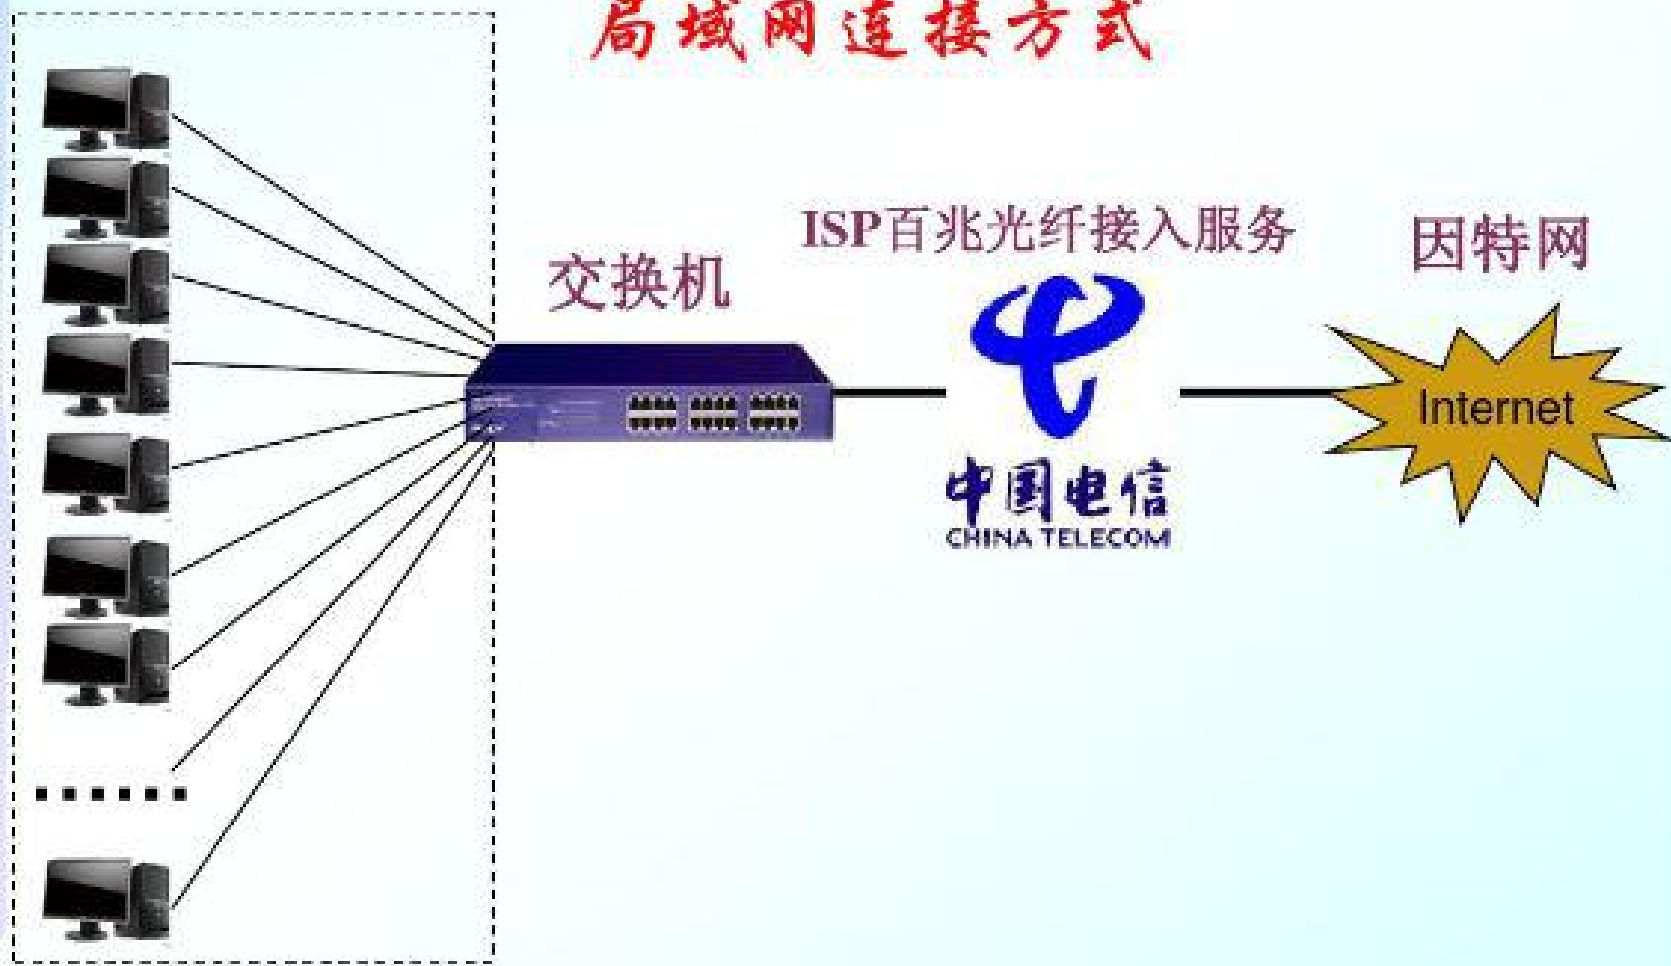 局域网连接方式
ISP百兆光纤接入服务
因特网
交换机
Internet
中国电信
CHINA TELECOM